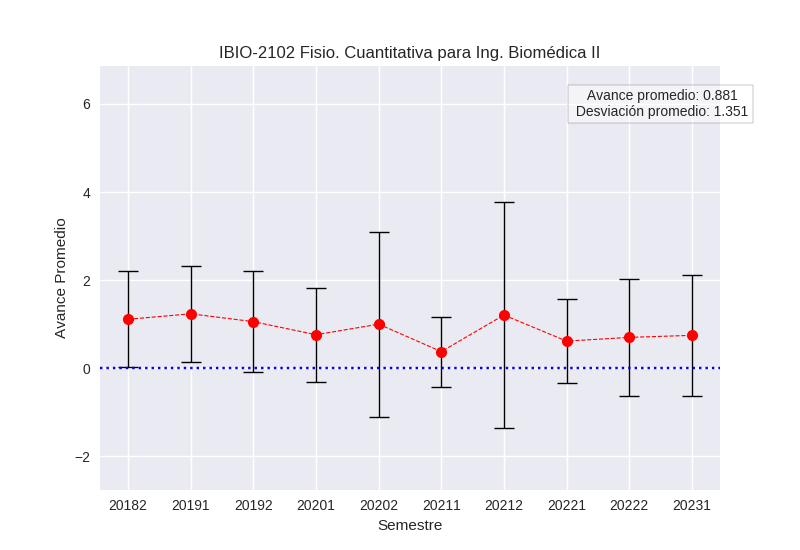 IBIO-2102 Fisio. Cuantitativa para Ing. Biomédica II
Avance promedio: 0.881
Desviación promedio: 1.351
Avance Promedio
6
4
2
0
−2
20182 20191 20192 20201 20202 20211 20212 20221 20222 20231
Semestre